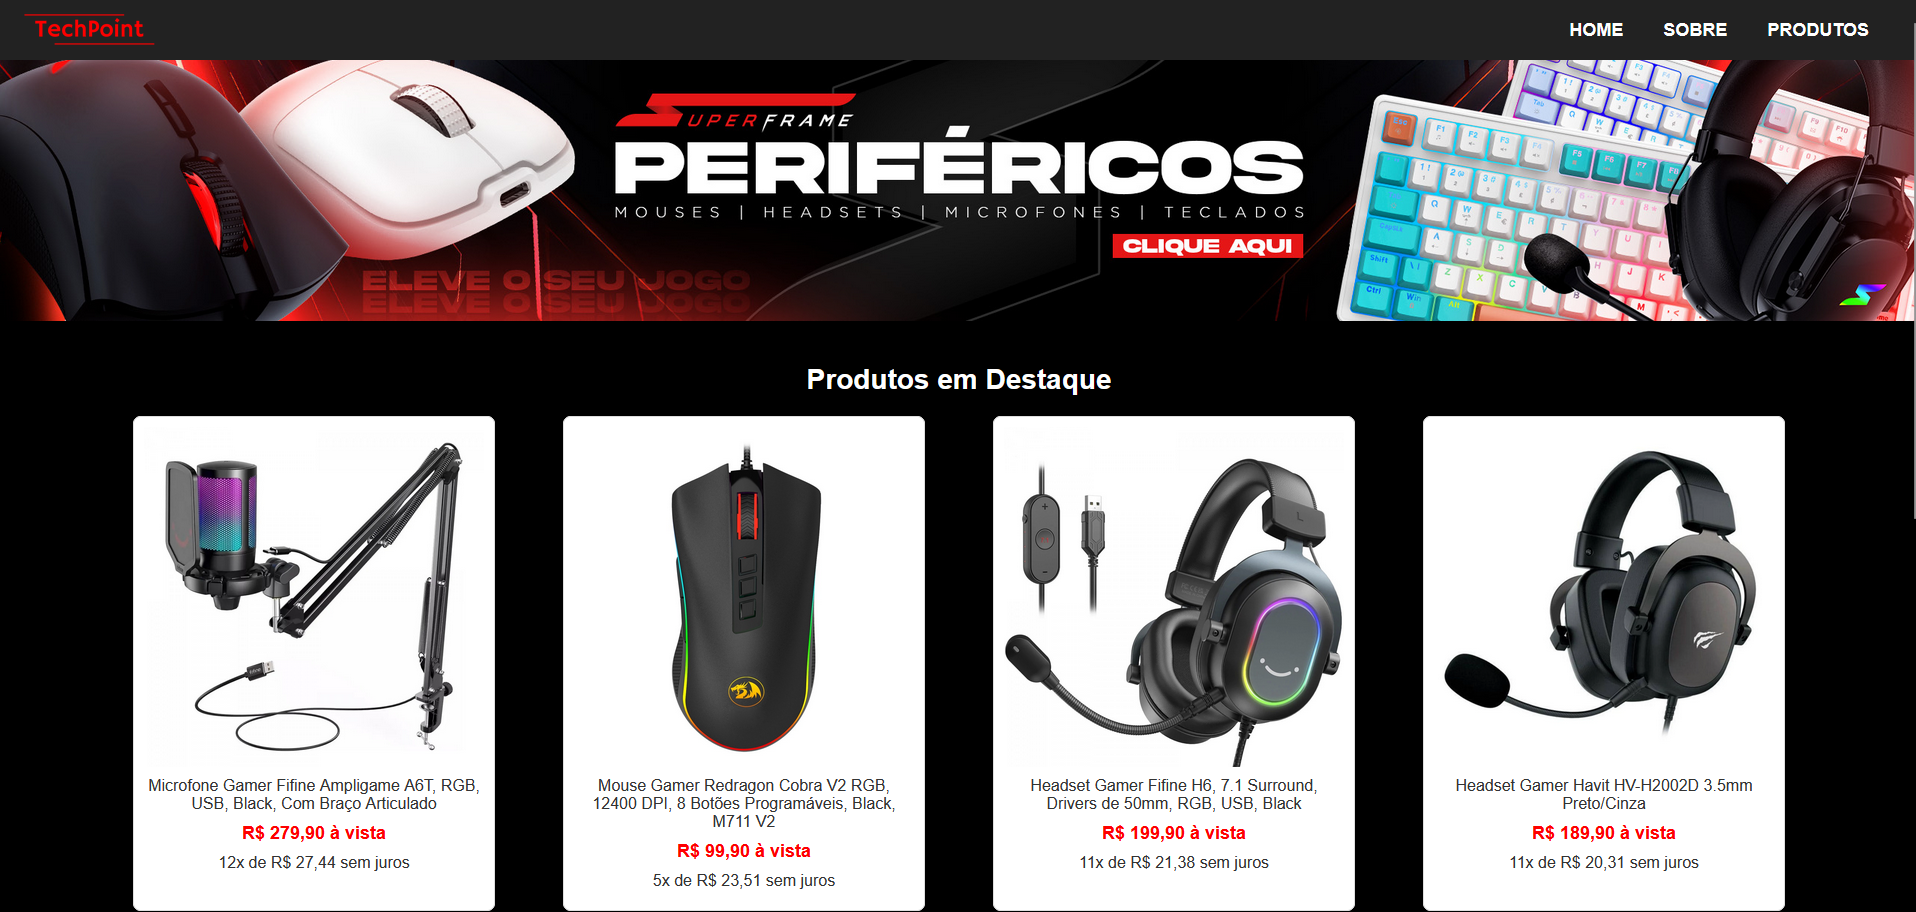 TechPoint
HOME SOBRE PRODUTOS
SUPERFRAME
PERIFÉRICOS
MOUSES | HEADSETS | MICROFONES | TECLADOS
CLIQUE AQUI
ELEVE O SEU JOGO
ELEVE O SEU JOGO
Produtos em Destaque
Microfone Gamer Fifine Ampligame A6T, RGB,
USB, Black, Com Braço Articulado
R$ 279,90 à vista
12x de R$ 27,44 sem juros
Mouse Gamar Redragon Cobra V2 RGB,
12400 DPI, 8 Botões Programáveis, Black,
M711 V2
R$ 99,90 à vista
5x de R$ 23,51 sem juros
Headset Gamer Fifine H6, 7.1 Surround,
Drivers de 50mm, RGB, USB, Black
R$ 199,90 à vista
11x de R$ 21,38 sem juros
Headset Gamer Havit HV-H2002D 3.5mm
Preto/Cinza
R$ 189,90 à vista
11x de R$ 20,31 sem juros